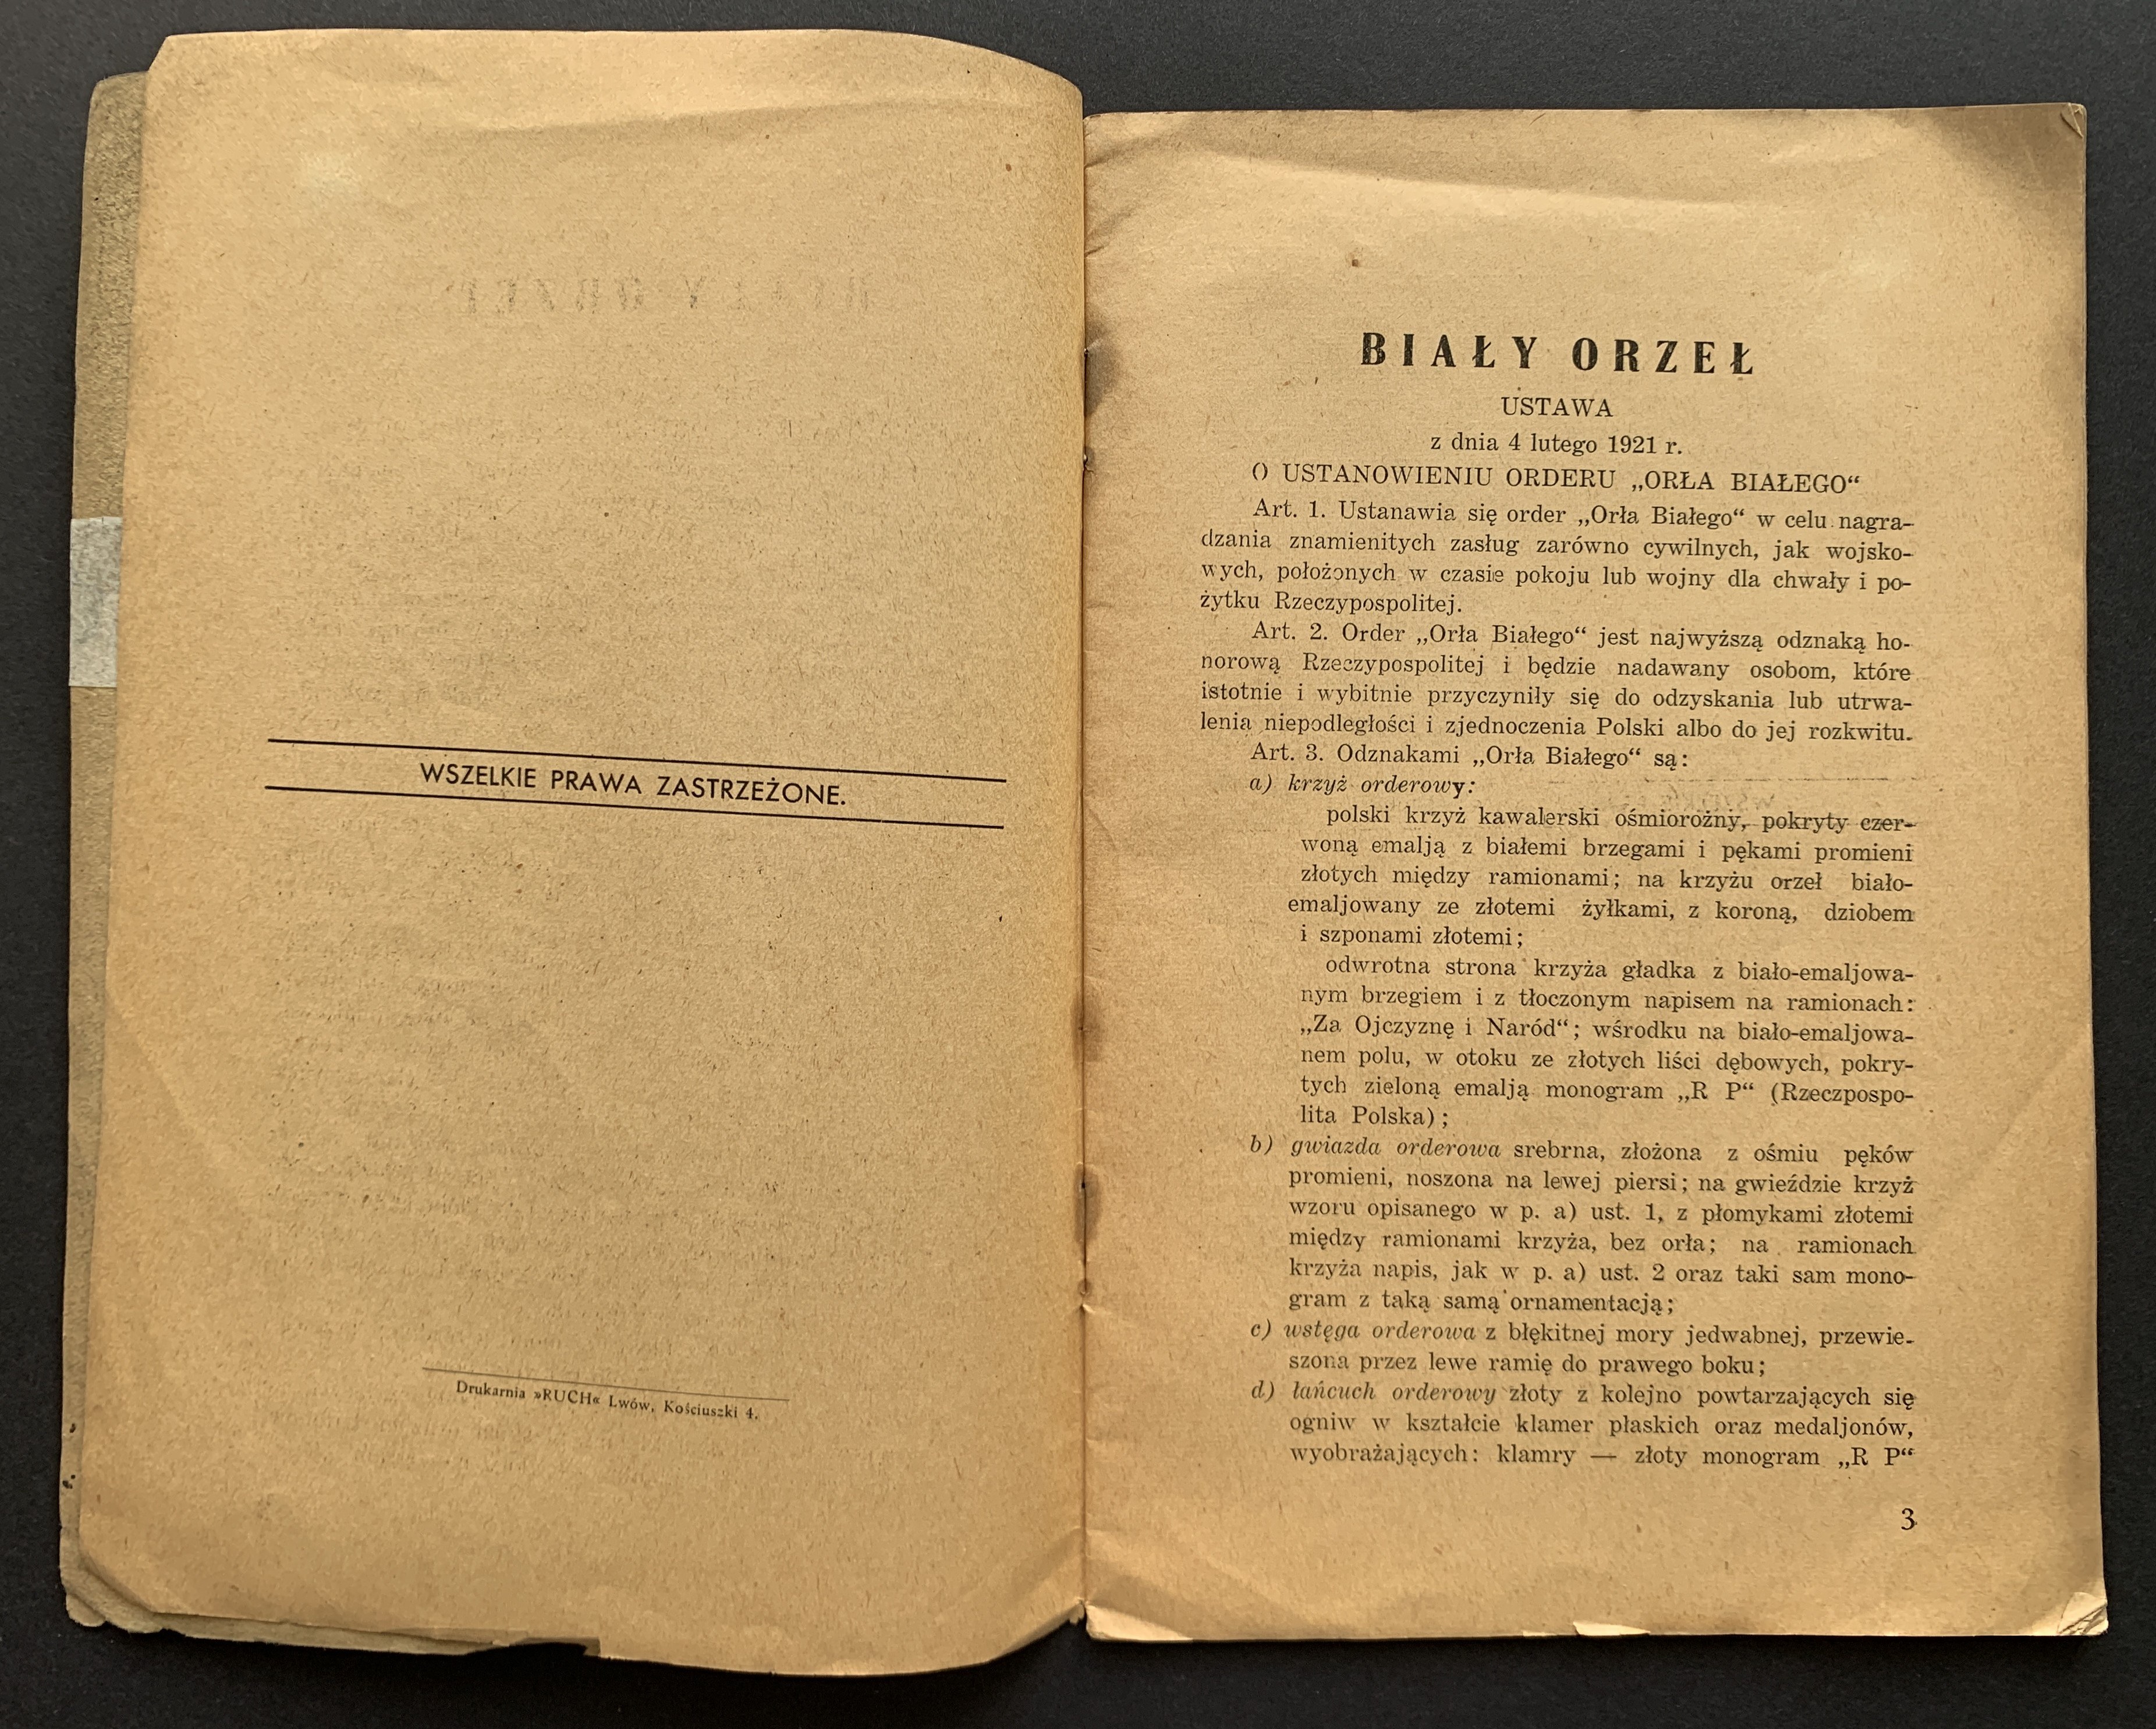 WSZELKIE PRAWA ZASTRZEŻONE.
Drukarnia »RUCH« Lwów, Kościuszki 4.
BIAŁY ORZEŁ
USTAWA
z dnia 4 lutego 1921 r.
O USTANOWIENIU ORDERU „ORŁA BIAŁEGO“
Art. 1. Ustanawia się order „Orła Białego“ w celu nagra-
dzania znamienitych zasług zarówno cywilnych, jak wojsko-
wych, położonych w czasie pokoju lub wojny dla chwały i po-
żytku Rzeczypospolitej.
Art. 2. Order „Orła Białego“ jest najwyższą odznaką ho-
norową Rzeczypospolitej i będzie nadawany osobom, które
istotnie i wybitnie przyczyniły się do odzyskania lub utrwa-
lenia niepodległości i zjednoczenia Polski albo do jej rozkwitu.
Art. 3. Odznakami „Orła Białego“ są:
a) krzyż orderowy:
polski krzyż kawalerski ośmiorożny, pokryty czer-
woną emalją z białemi brzegami i pękami promieni
złotych między ramionami; na krzyżu orzeł biało-
emaljowany ze złotemi żyłkami, z koroną, dziobem
i szponami złotemi;
odwrotna strona krzyża gładka z biało-emaljowa-
nym brzegiem i z tłoczonym napisem na ramionach:
„Za Ojczyznę i Naród“; wśrodku na biało-emaljowa-
nem polu, w otoku ze złotych liści dębowych, pokry-
tych zieloną emalją monogram „R P“ (Rzeczpospo-
lita Polska);
b) gwiazda orderowa srebrna, złożona z ośmiu pęków
promieni, noszona na lewej piersi; na gwieździe krzyż
wzoru opisanego w p. a) ust. 1, z płomykami złotemi
między ramionami krzyża, bez orła; na ramionach
krzyża napis, jak w p. a) ust. 2 oraz taki sam mono-
gram z taką samą ornamentacją;
c) wstęga orderowa z błękitnej mory jedwabnej, przewie-
szona przez lewe ramię do prawego boku;
d) łańcuch orderowy złoty z kolejno powtarzających się
ogniw w kształcie klamer płaskich oraz medaljonów,
wyobrażających: klamry — złoty monogram „R P“
3